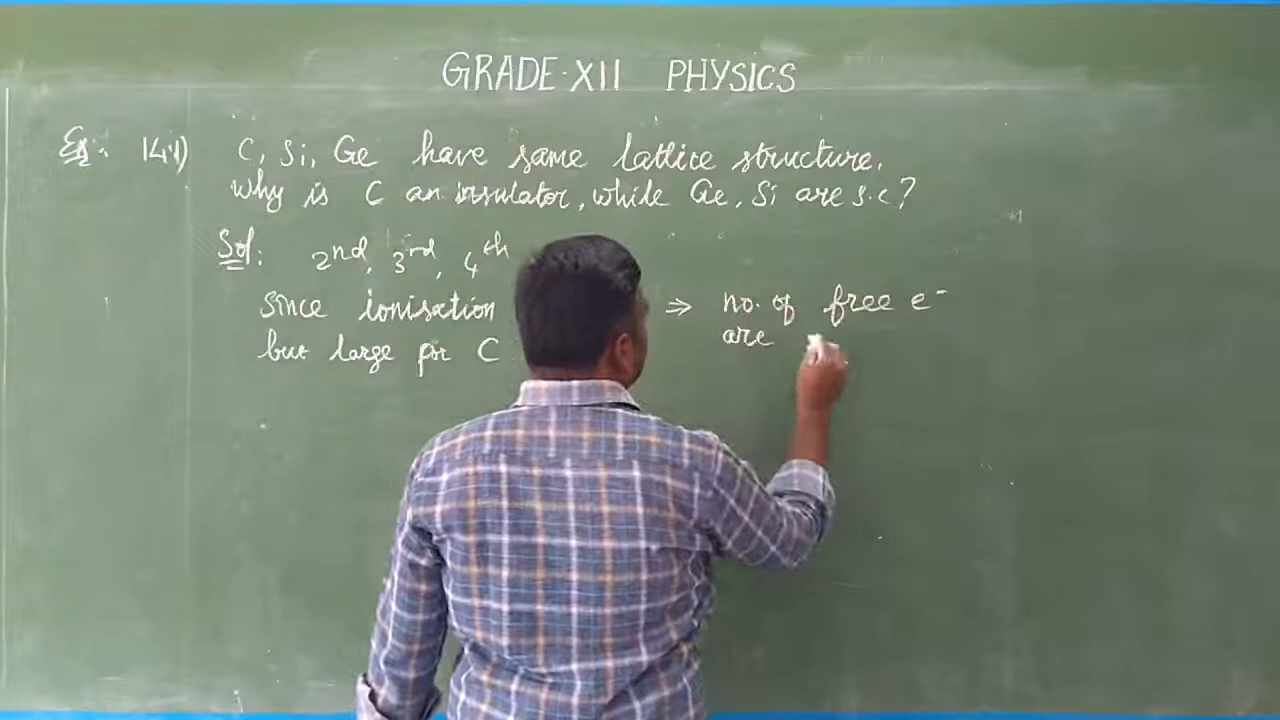 GRADE-XII PHYSICS
Ex: 14.1) C, Si, Ge have same lattice structure.
Why is C an insulator, while Ge, Si are s.c?
Sol: 2nd, 3rd, 4th
Since ionisation
but large for C
⇒ no. of free e-
are